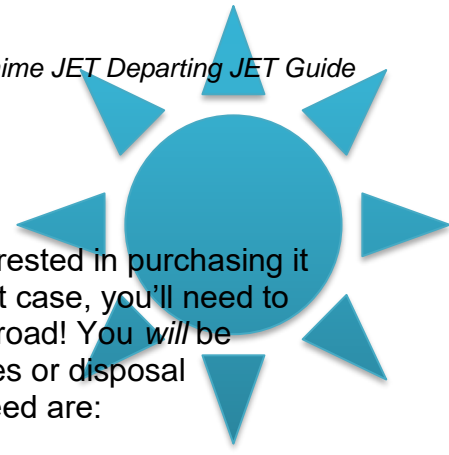 ime JET Departing JET Guide
rested in purchasing it
t case, you’ll need to
road! You will be
es or disposal
eed are: